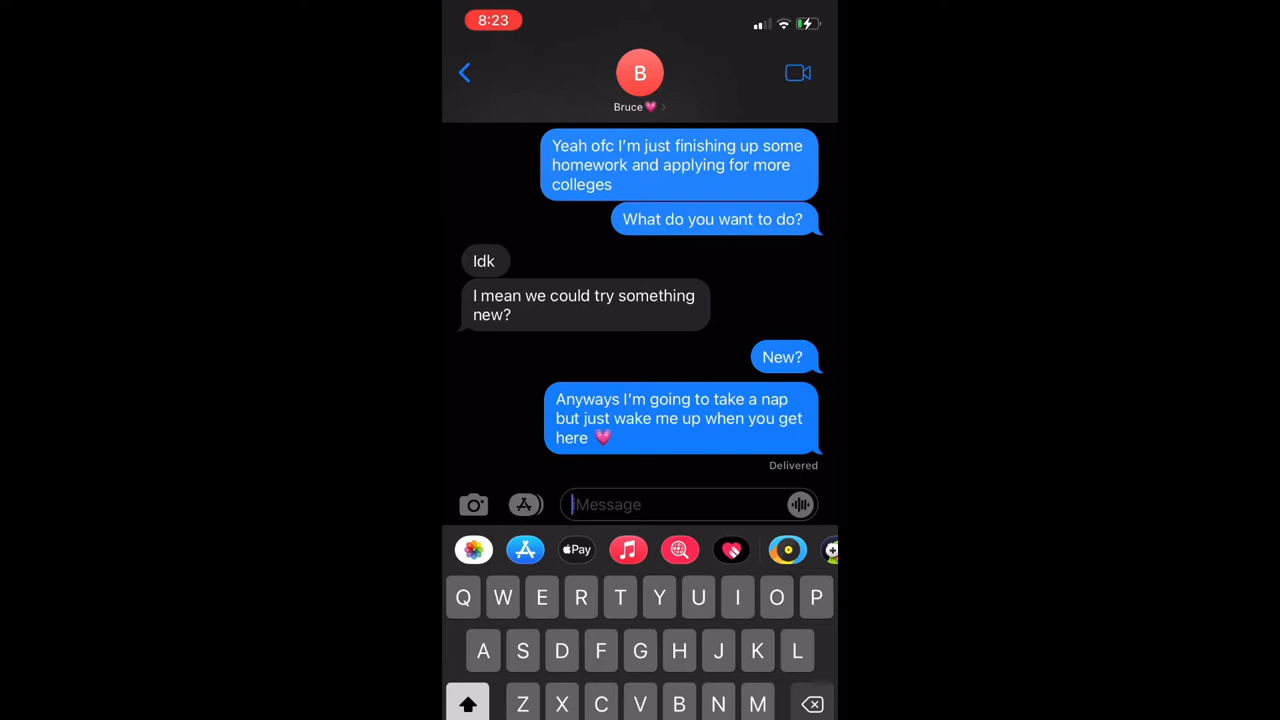 8:23
B
Bruce💗 >
Yeah ofc I’m just finishing up some
homework and applying for more
colleges
What do you want to do?
Idk
I mean we could try something
new?
New?
Anyways I’m going to take a nap
but just wake me up when you get
here 💗
Delivered
iMessage
Pay
Q W E R T Y U I O P
A S D F G H J K L
Z X C V B N M